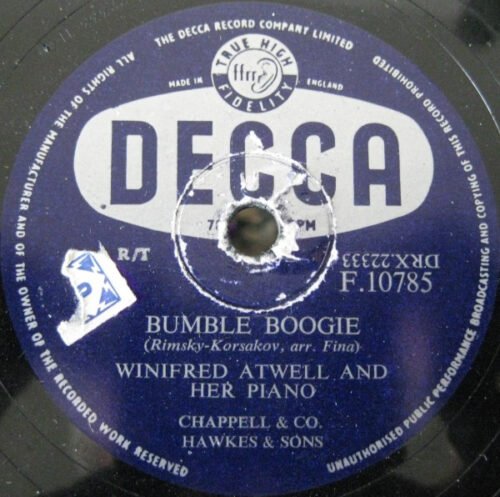 ALL RIGHTS OF THE MANUFACTURER AND OF THE OWNER OF THE RECORDED WORK RESERVED
THE DECCA RECORD COMPANY LIMITED
UNAUTHORISED PUBLIC PERFORMANCE BROADCASTING AND COPYING OF THIS RECORD PROHIBITED
TRUE HIGH
ffrr
FIDELITY
MADE IN ENGLAND
DECCA
7 PM
R/T
DRX.22333
F.10785
BUMBLE BOOGIE
(Rimsky-Korsakov, arr. Fina)
WINIFRED ATWELL AND
HER PIANO
CHAPPELL & CO.
HAWKES & SONS